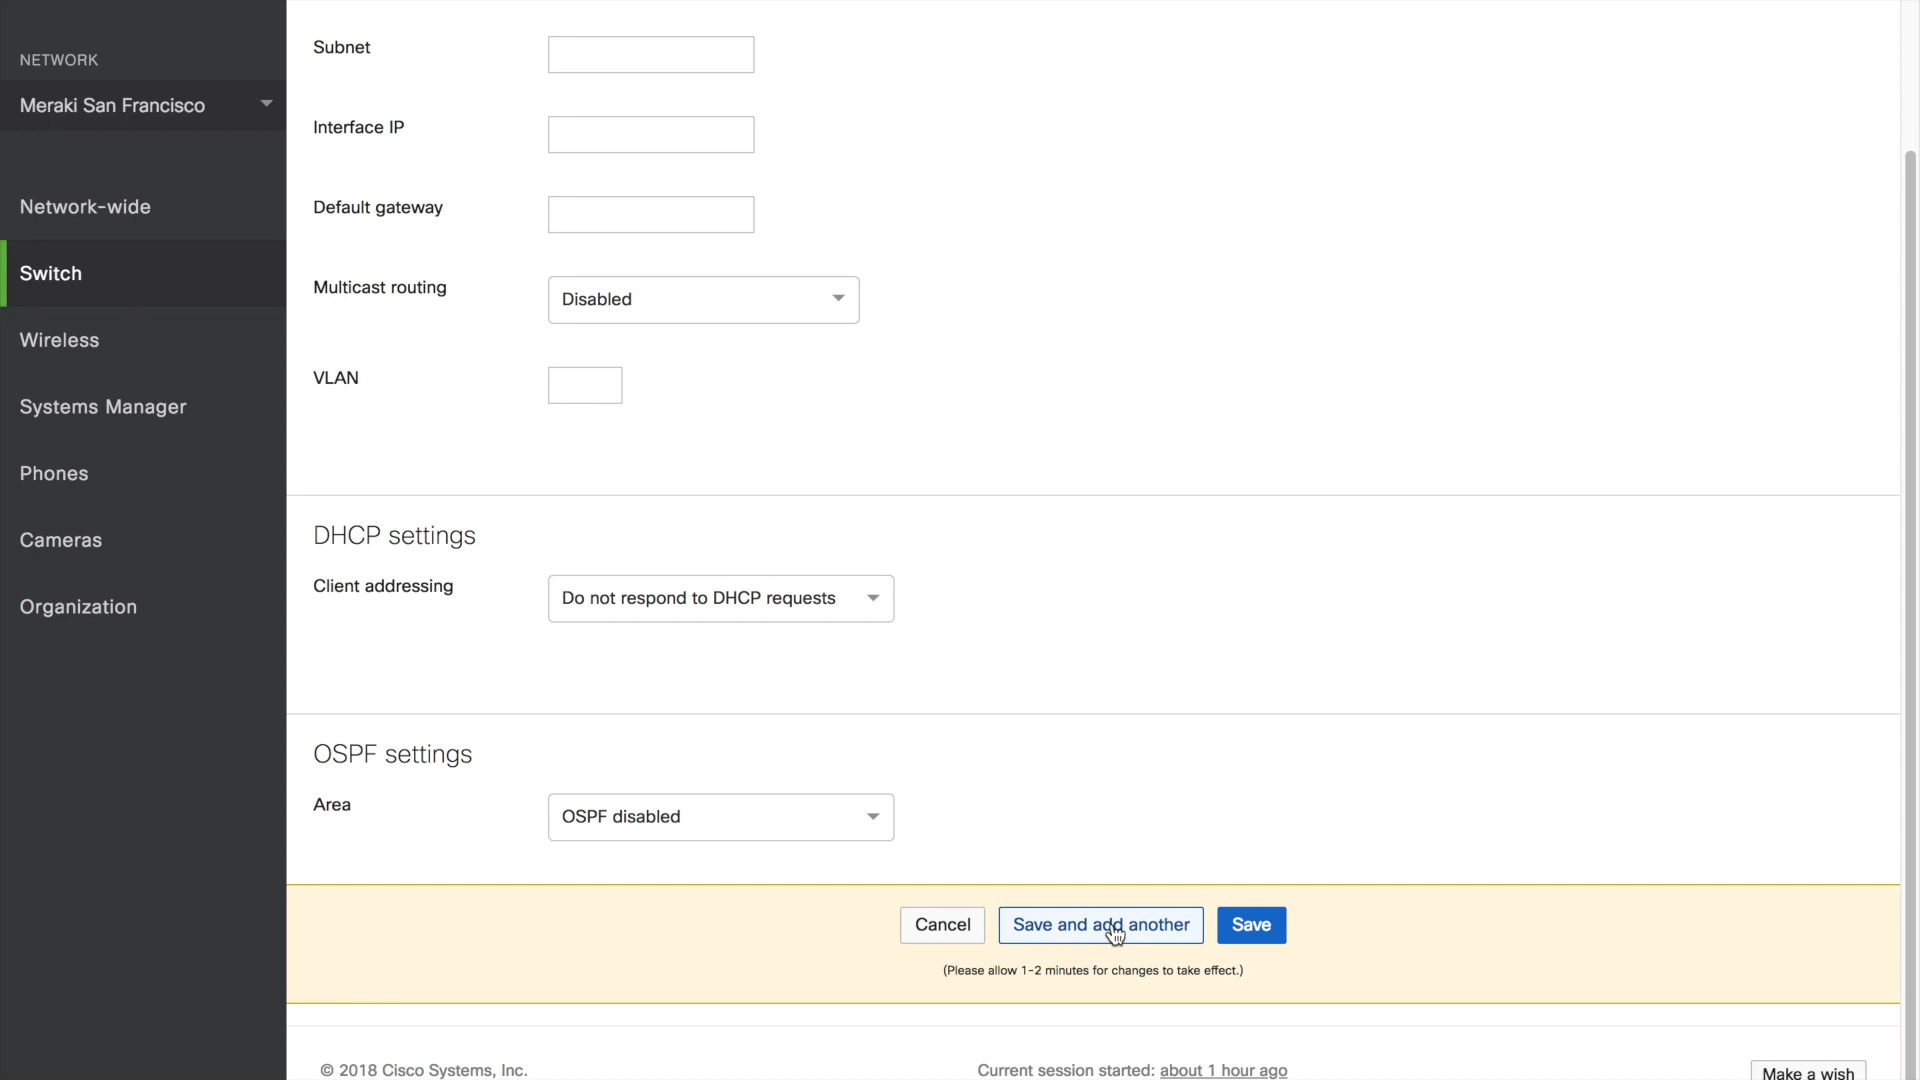 NETWORK
Meraki San Francisco
Network-wide
Switch
Wireless
Systems Manager
Phones
Cameras
Organization
Subnet
Interface IP
Default gateway
Multicast routing
Disabled
VLAN
DHCP settings
Client addressing
Do not respond to DHCP requests
OSPF settings
Area
OSPF disabled
Cancel
Save and add another
Save
(Please allow 1-2 minutes for changes to take effect.)
© 2018 Cisco Systems, Inc.
Current session started: about 1 hour ago
Make a wish